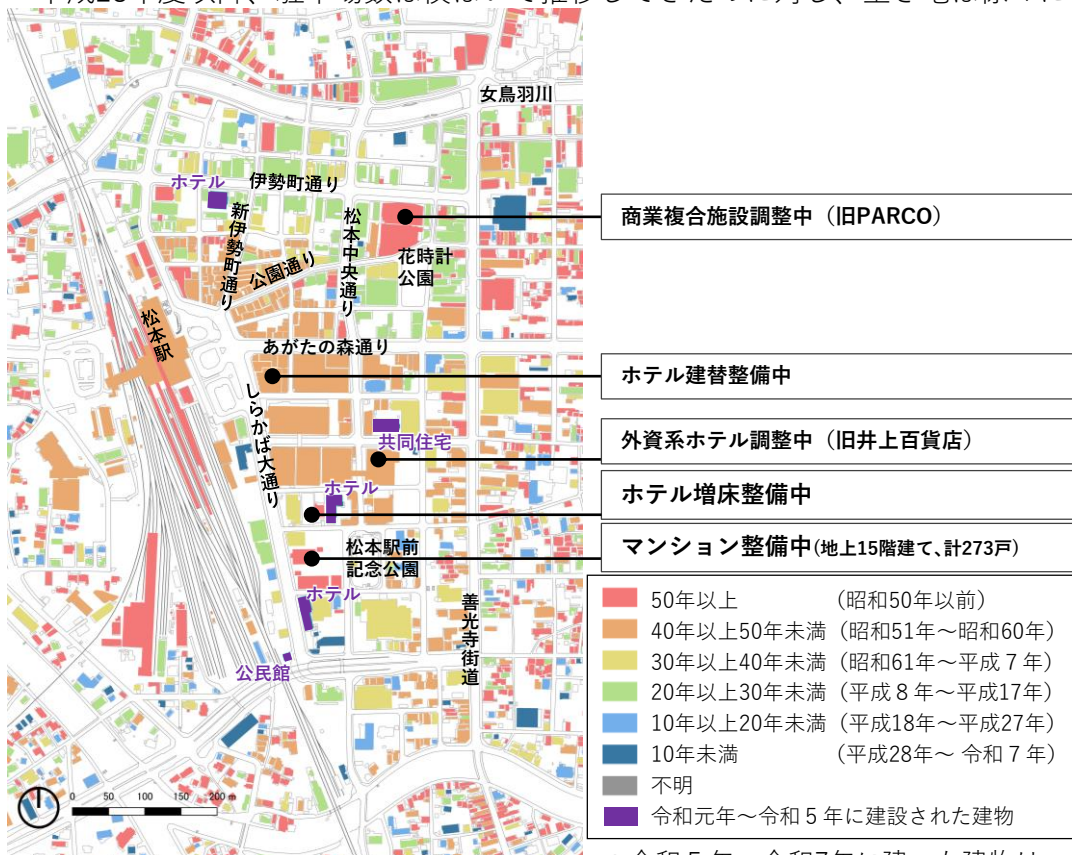 女鳥羽川
ホテル
伊勢町通り
新伊勢町通り
松本中央通り
花時計
公園
公園通り
松本駅
あがたの森通り
しらかば大通り
共同住宅
ホテル
松本駅前
記念公園
ホテル
善光寺街道
公民館
0 50 100 150 200 m
商業複合施設調整中(旧PARCO)
ホテル建替整備中
外資系ホテル調整中(旧井上百貨店)
ホテル増床整備中
マンション整備中(地上15階建て、計273戸)
50年以上 (昭和50年以前)
40年以上50年未満(昭和51年~昭和60年)
30年以上40年未満(昭和61年~平成7年)
20年以上30年未満(平成8年~平成17年)
10年以上20年未満(平成18年~平成27年)
10年未満 (平成28年~ 令和7年)
不明
令和元年~令和5年に建設された建物